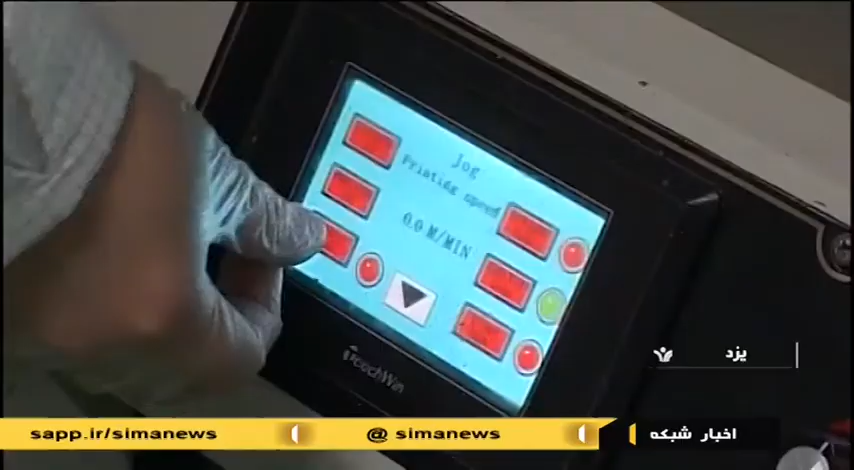 Jog
Printing speed
0.0 M/MIN
TouchWin
یزد
اخبار شبکه
@ simanews
sapp.ir/simanews